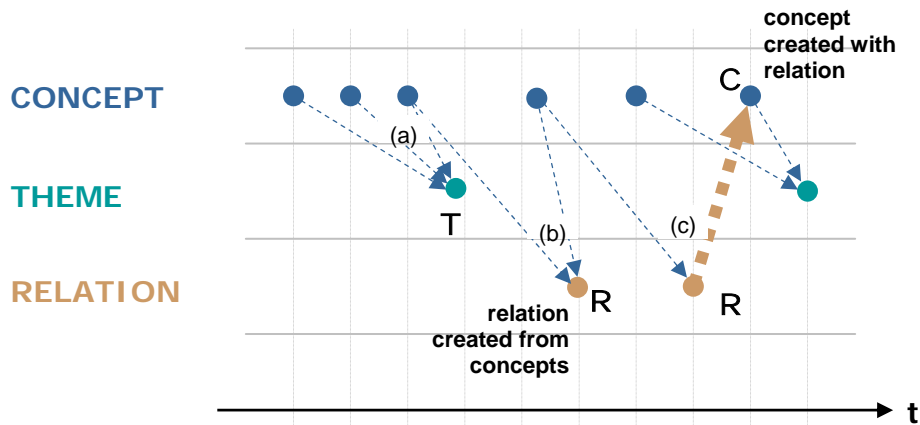 concept
created with
relation
CONCEPT
C
(a)
THEME
T
(b)
(c)
RELATION
R
R
relation
created from
concepts
t